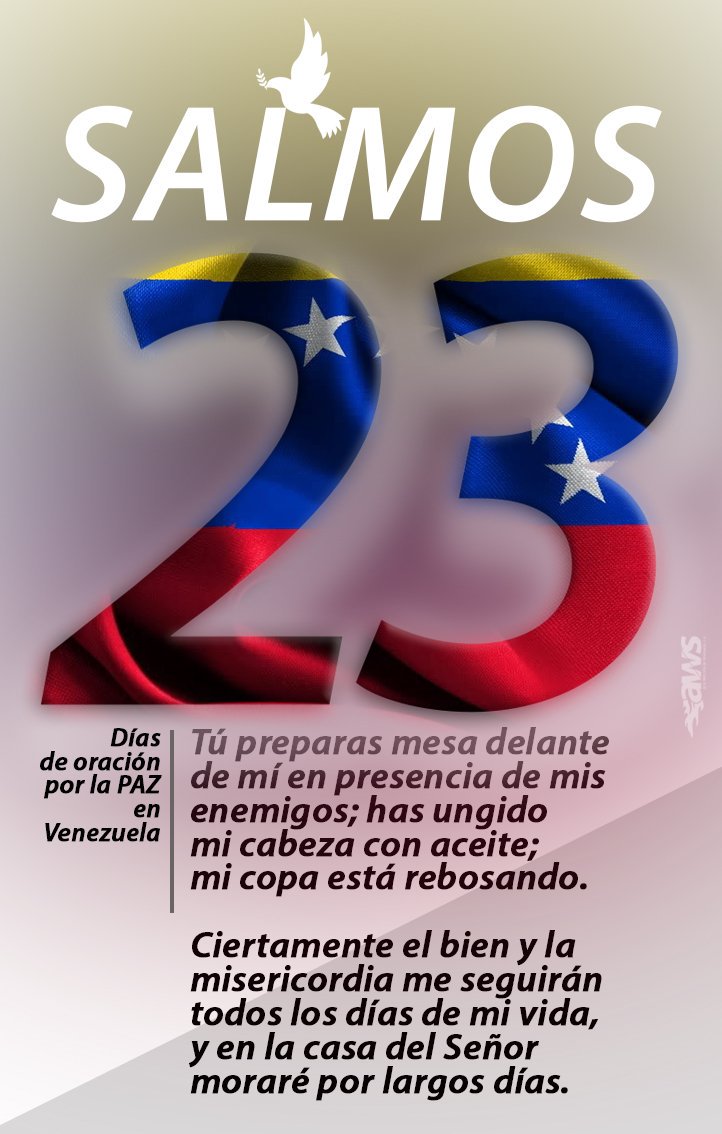 SALMOS
23
Días
de oración
por la PAZ
en
Venezuela
Tú preparas mesa delante
de mí en presencia de mis
enemigos; has ungido
mi cabeza con aceite;
mi copa está rebosando.
Ciertamente el bien y la
misericordia me seguirán
todos los días de mi vida,
y en la casa del Señor
moraré por largos días.